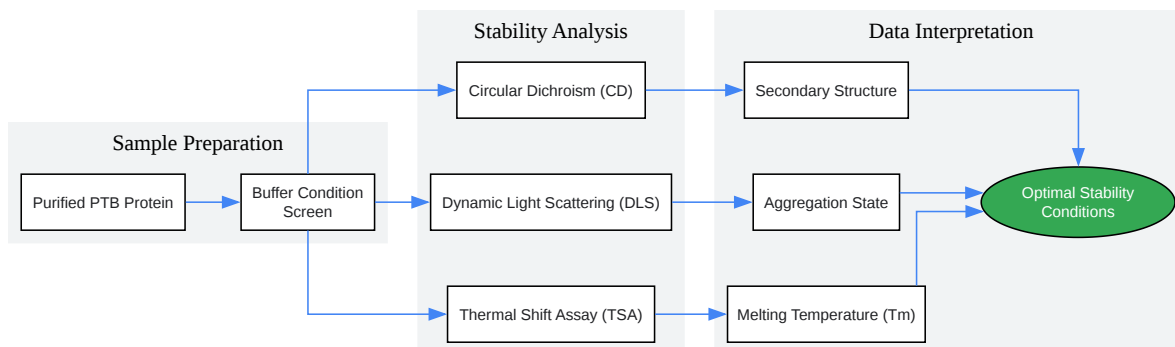 Stability Analysis
Data Interpretation
Circular Dichroism (CD)
Secondary Structure
Sample Preparation
Purified PTB Protein
Buffer Condition
Screen
Dynamic Light Scattering (DLS)
Aggregation State
Optimal Stability
Conditions
Thermal Shift Assay (TSA)
Melting Temperature (Tm)